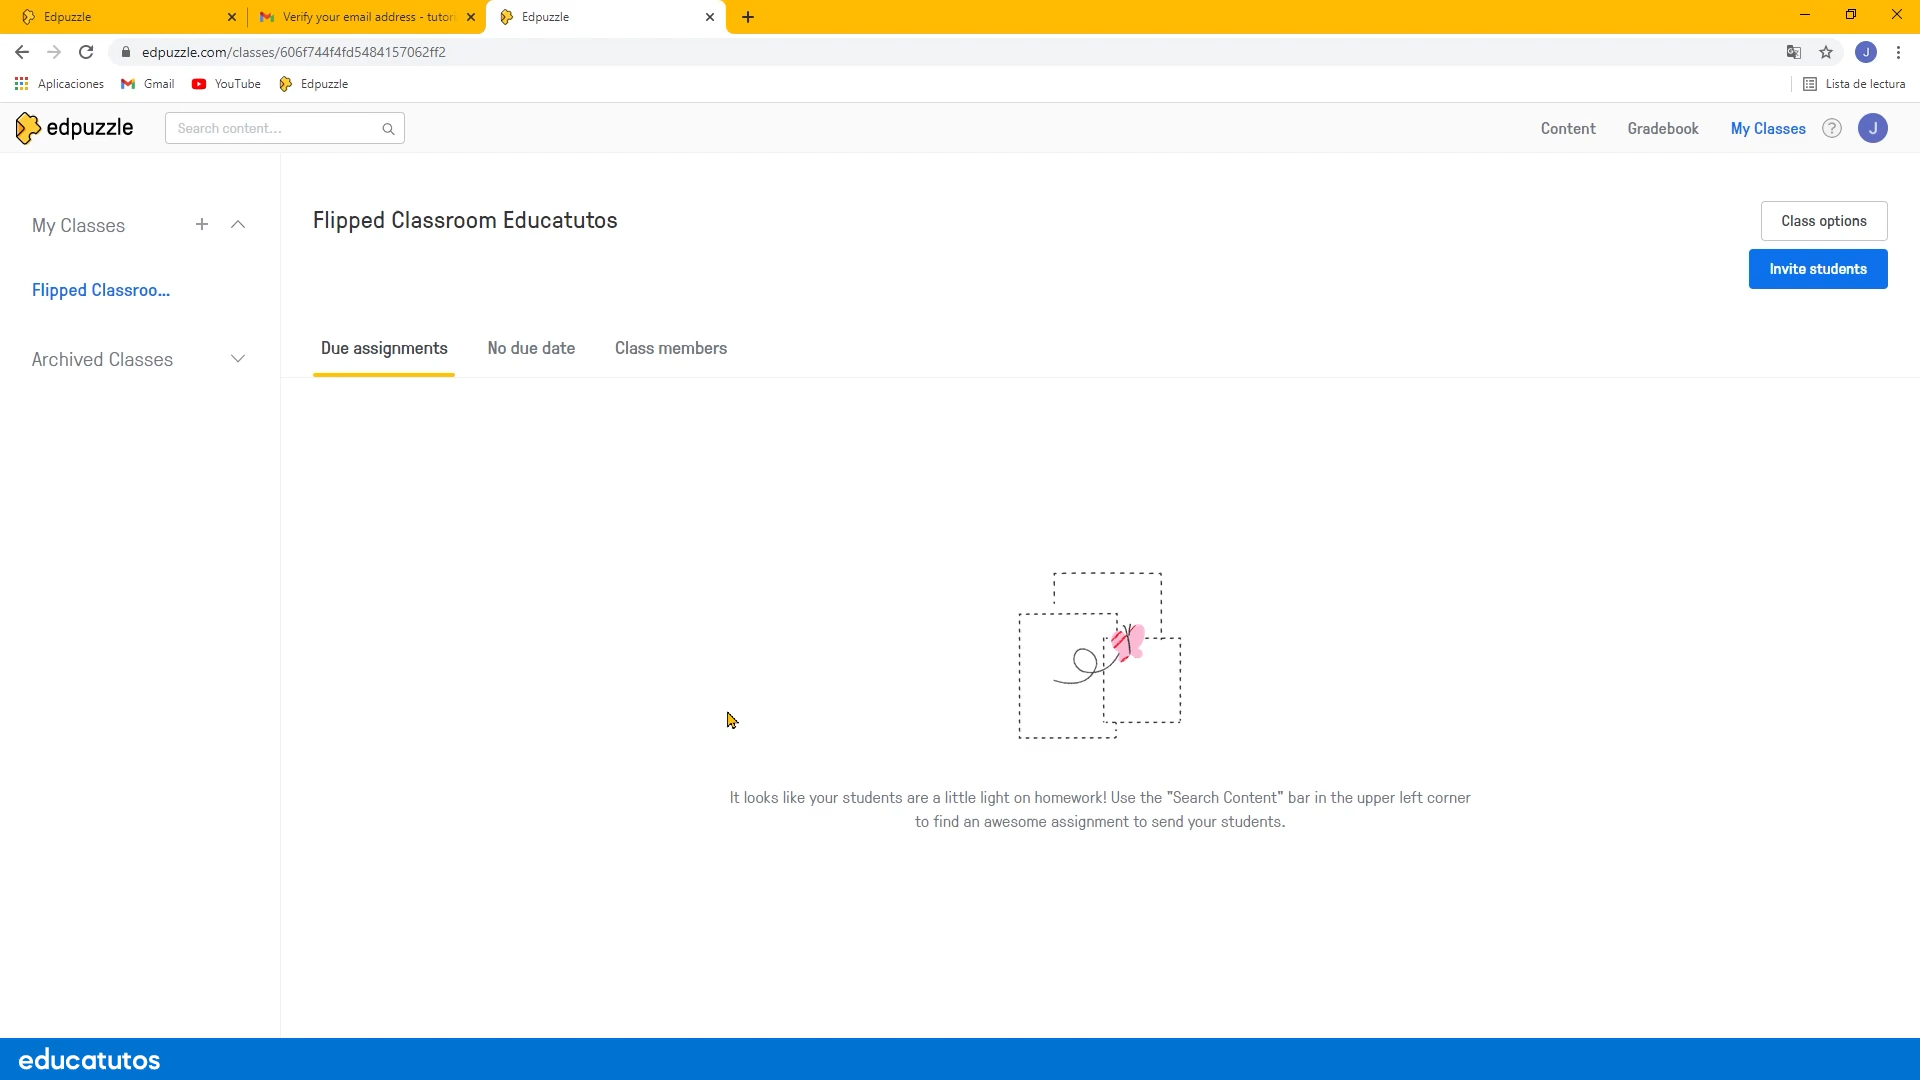 Edpuzzle
Verify your email address - tutori
Edpuzzle
edpuzzle.com/classes/606f744f4fd5484157062ff2
J
Aplicaciones
Gmail
YouTube
Edpuzzle
Lista de lectura
edpuzzle
Search content...
Content
Gradebook
My Classes
?
J
My Classes
Flipped Classroo...
Archived Classes
Flipped Classroom Educatutos
Class options
Invite students
Due assignments
No due date
Class members
It looks like your students are a little light on homework! Use the "Search Content" bar in the upper left corner
to find an awesome assignment to send your students.
educatutos